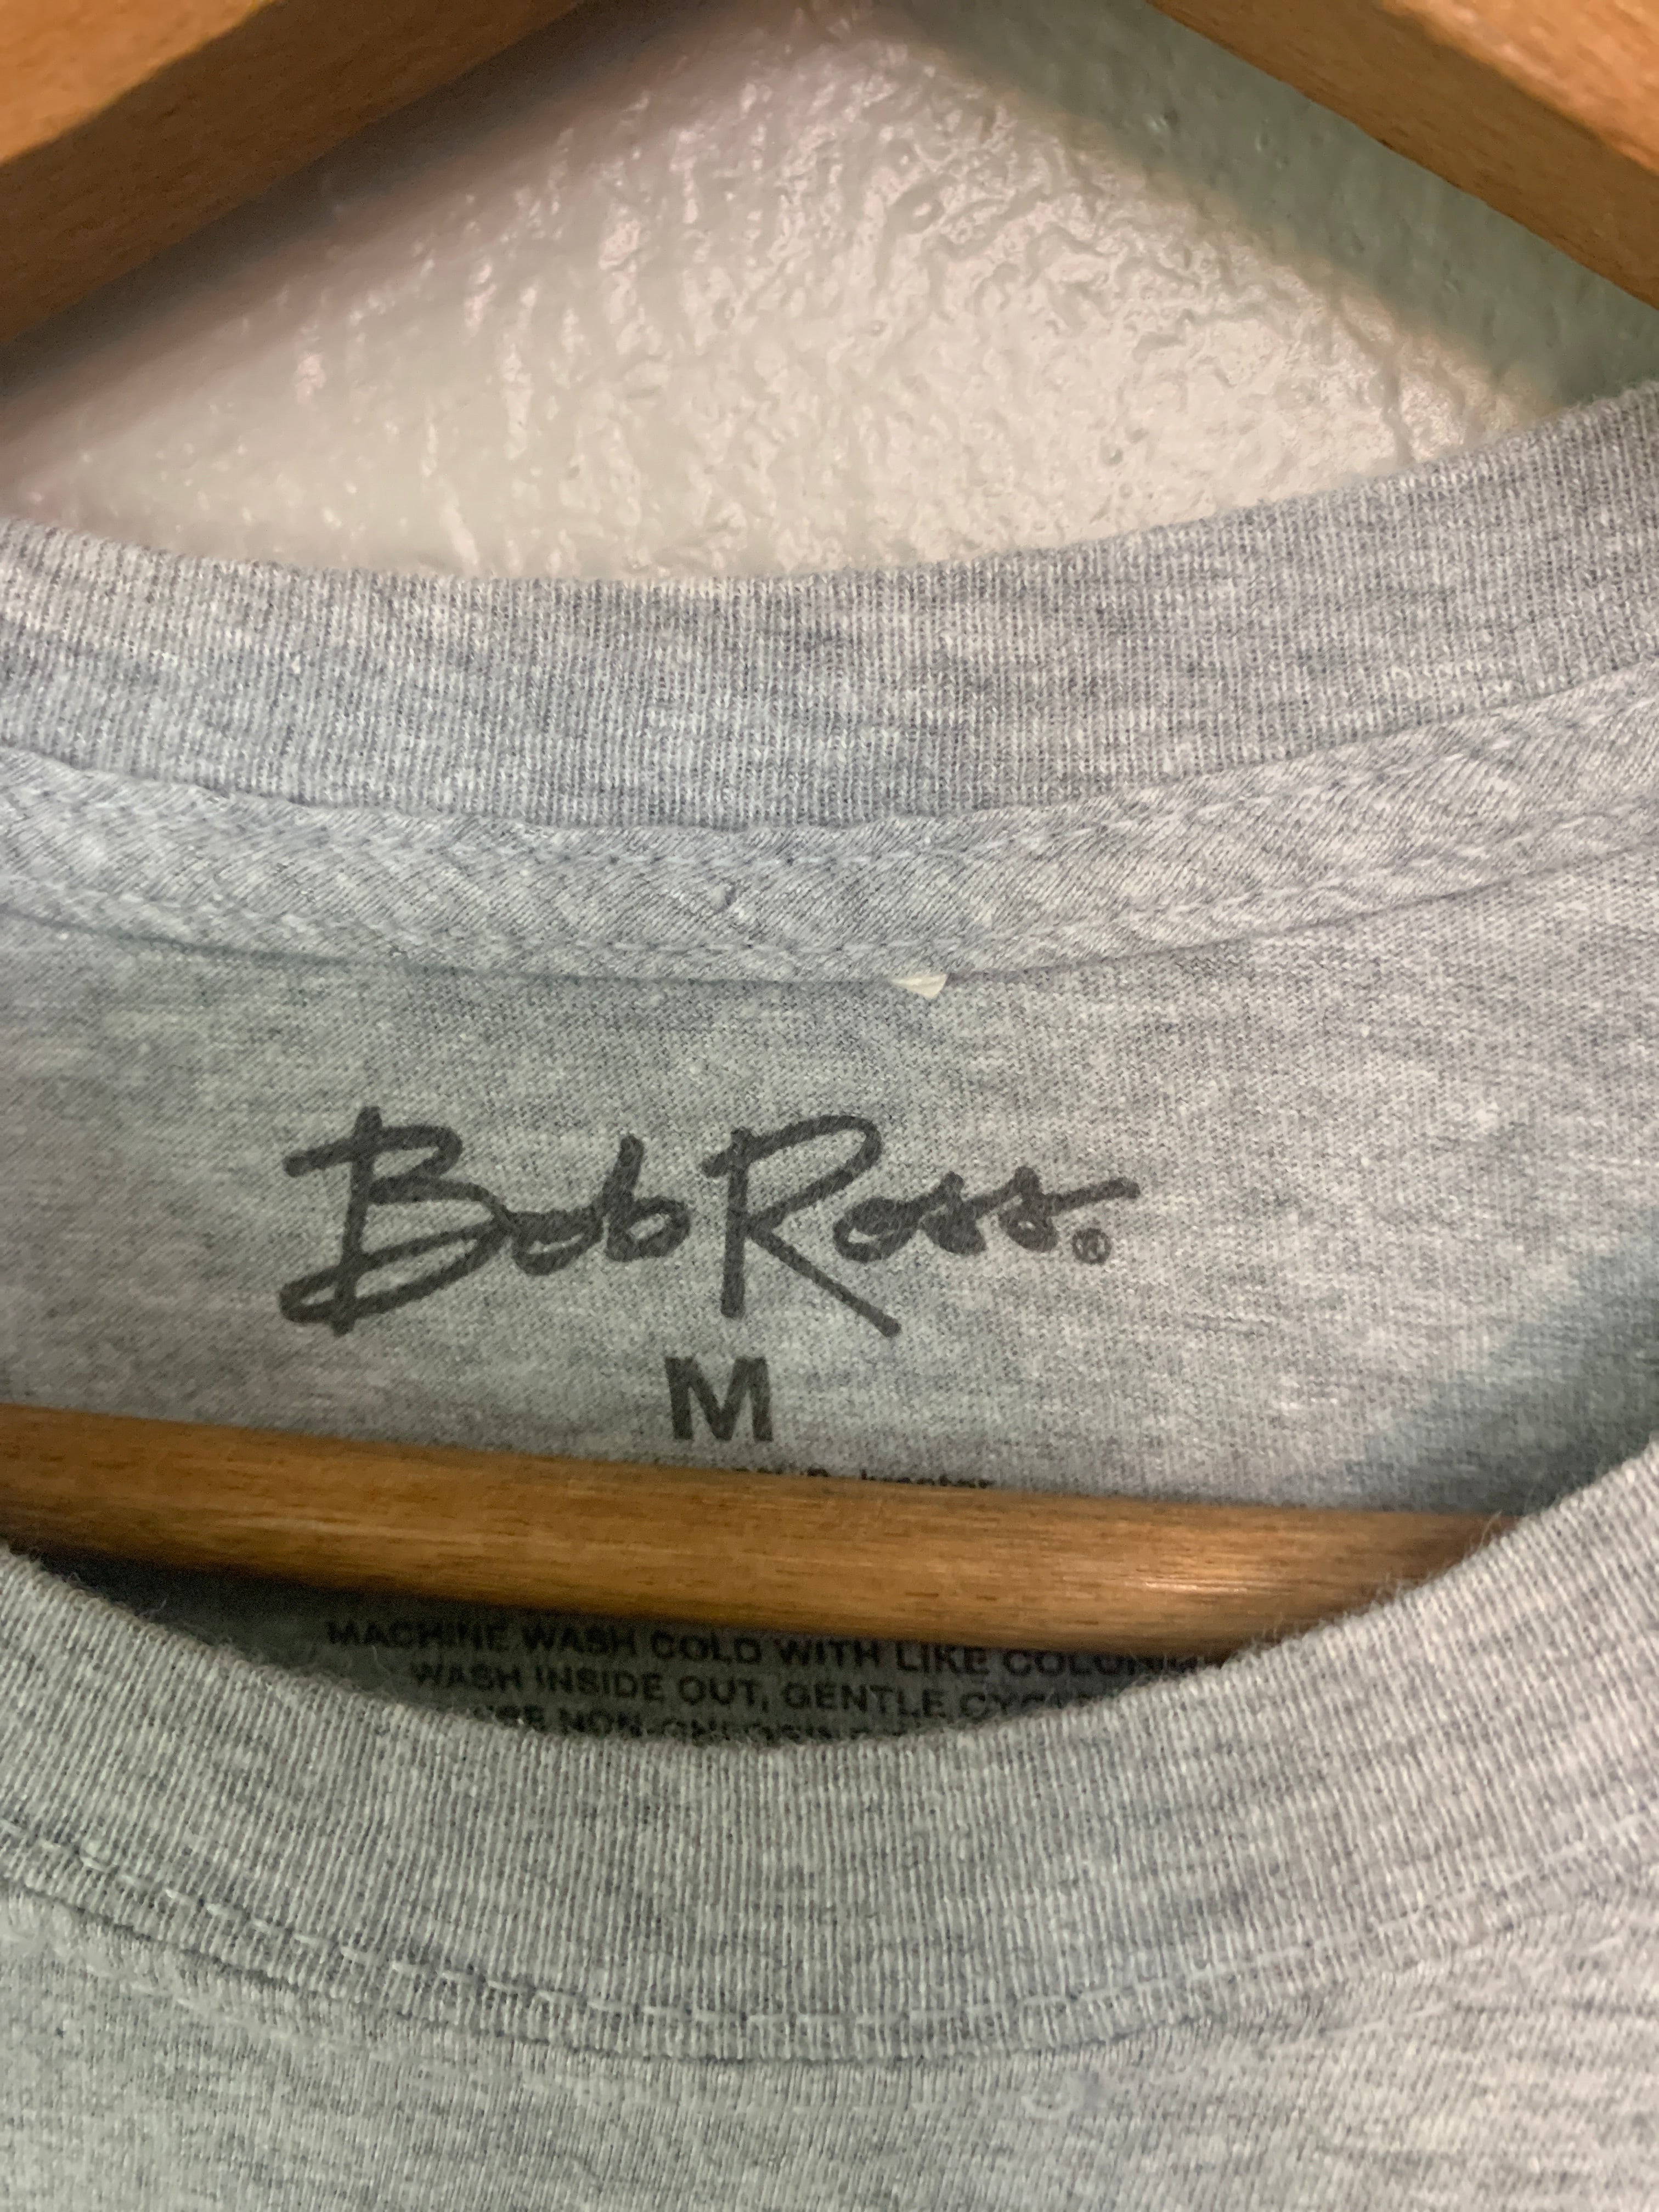 Bob Ross®
M
MACHINE WASH COLD WITH LIKE
WASH INSIDE OUT, GENTLE